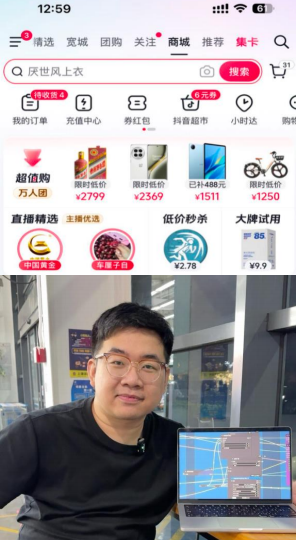 12:59
61
3
精选 宽城 团购 关注 商城 推荐 集卡
厌世风上衣 搜索 31
待收货 4 6元券
我的订单 充值中心 券红包 抖音超市 小时达 购物
超值购
万人团
限时低价 限时低价 已补488元 限时低价
¥2799 ¥2369 ¥1511 ¥1250
直播精选 主播优选 低价秒杀 大牌试用
85
中国黄金 车厘子自 ¥2.78 ¥9.9